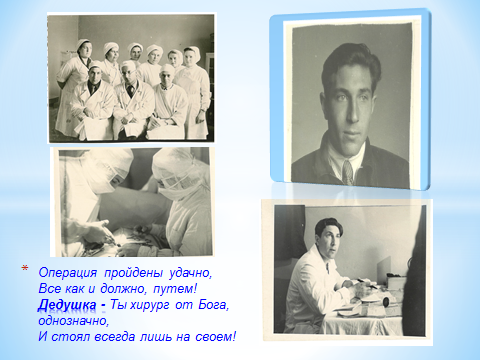 * Операция пройдены удачно,
Все как и должно, путем!
Дедушка - Ты хирург от Бога,
однозначно,
И стоял всегда лишь на своем!